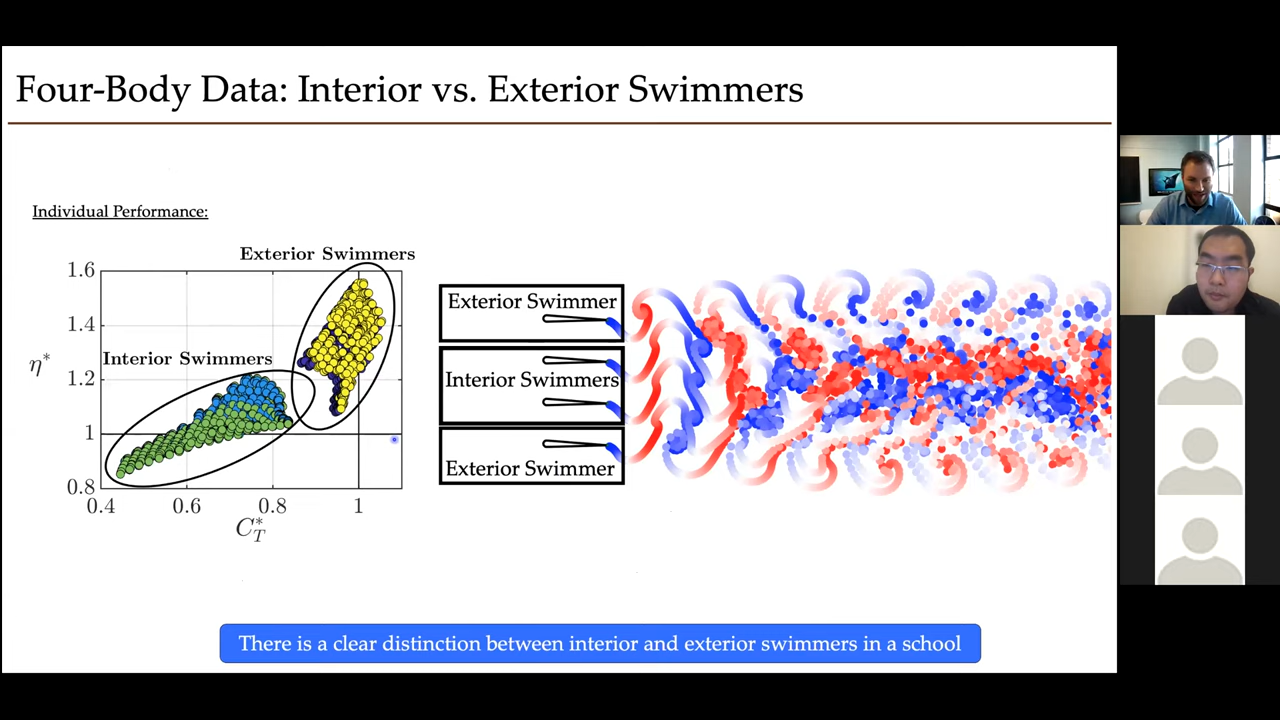 Four-Body Data: Interior vs. Exterior Swimmers
Individual Performance:
Exterior Swimmers
Interior Swimmers
1.6
1.4
1.2
1
0.8
η*
0.4
0.6
0.8
1
C_T^*
Exterior Swimmer
Interior Swimmers
Exterior Swimmer
There is a clear distinction between interior and exterior swimmers in a school